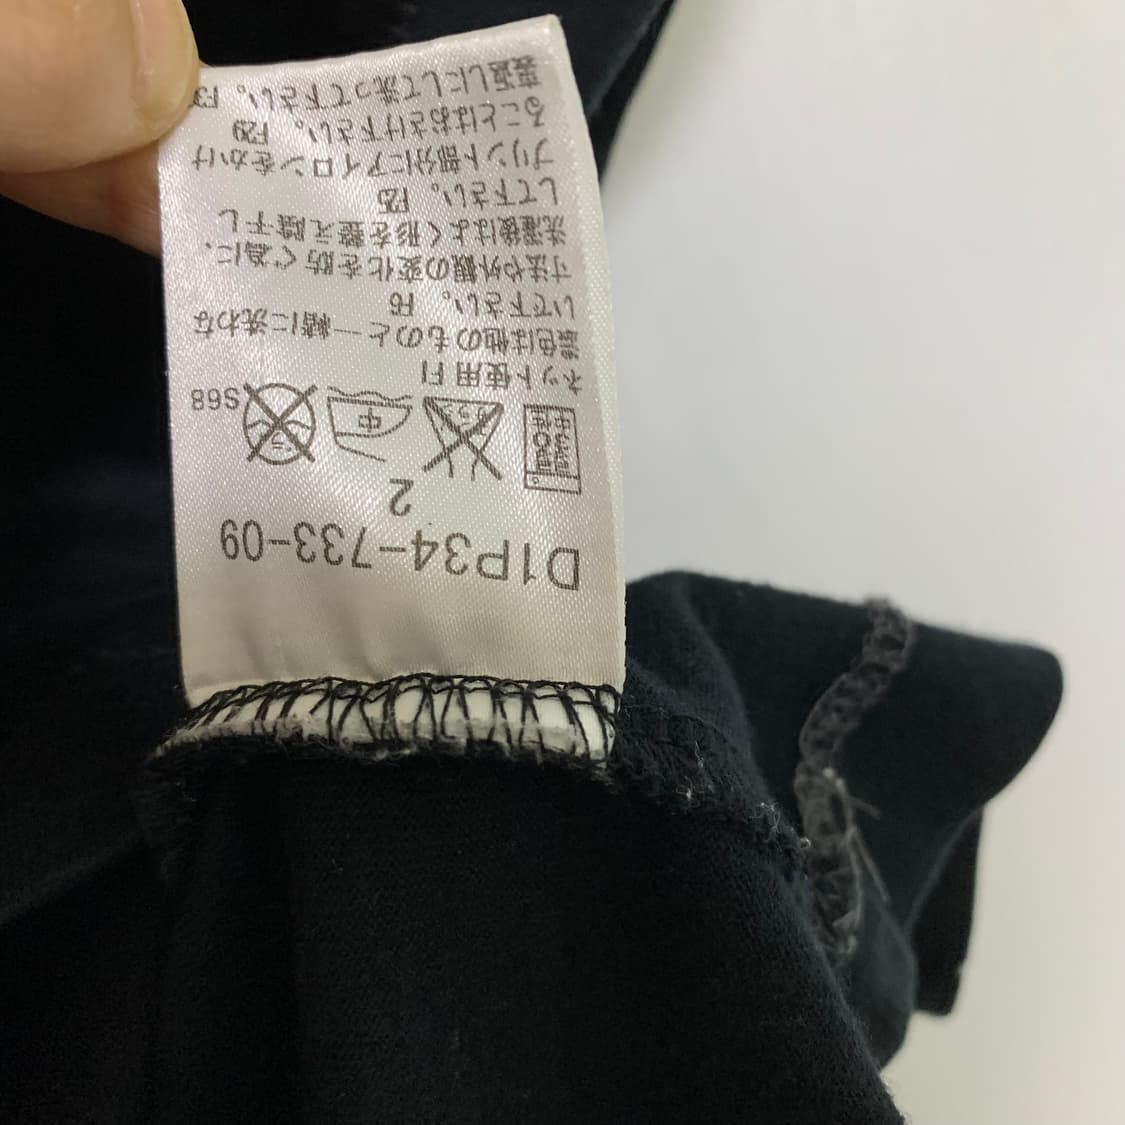 D1P34-733-09
2
中
S68
ネット使用 F1
濃色は他のものと一緒に洗わな
いで下さい。 F6
寸法や外観の変化を防ぐ為に、
洗濯後はよく形を整え陰干し
して下さい。 F25
プリント部分にアイロンをかけ
ることはおさけ下さい。 F29
裏返しにして洗って下さい。